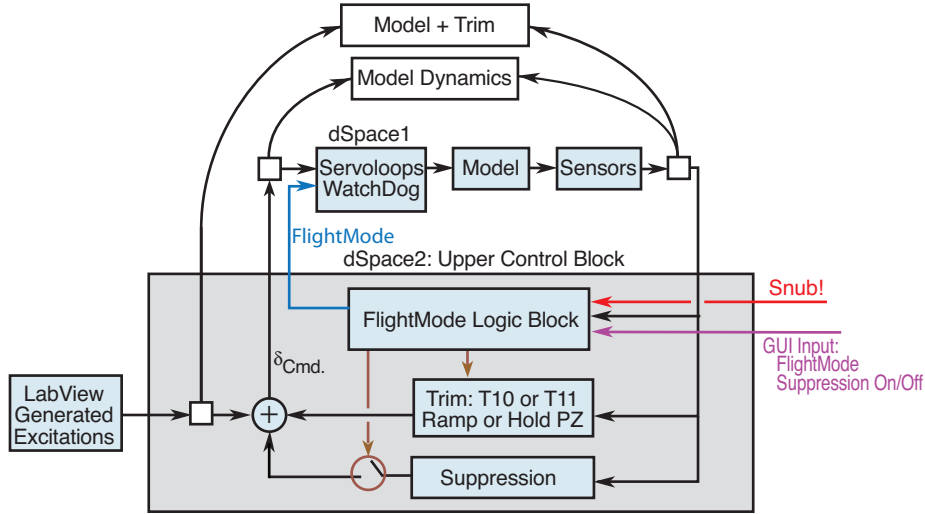 Model + Trim
Model Dynamics
dSpace1
Servoloops
WatchDog
Model
Sensors
FlightMode
dSpace2: Upper Control Block
Snub!
FlightMode Logic Block
GUI Input:
FlightMode
Suppression On/Off
δCmd.
LabView
Generated
Excitations
+
Trim: T10 or T11
Ramp or Hold PZ
Suppression